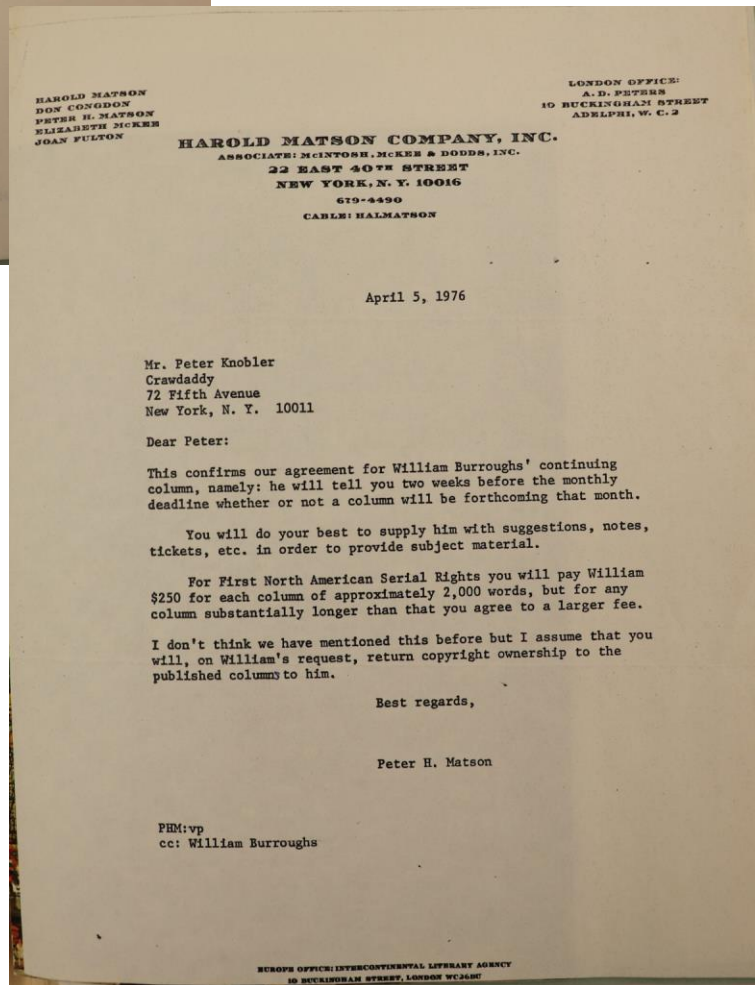 HAROLD MATSON
DON CONGDON
PETER H. MATSON
ELIZABETH McKEE
JOAN FULTON
LONDON OFFICE:
A. D. PETERS
10 BUCKINGHAM STREET
ADELPHI, W. C. 2
HAROLD MATSON COMPANY, INC.
ASSOCIATE: McINTOSH, McKEE & DODDS, INC.
22 EAST 40TH STREET
NEW YORK, N. Y. 10016
679-4490
CABLE: HALMATSON
April 5, 1976
Mr. Peter Knobler
Crawdaddy
72 Fifth Avenue
New York, N. Y. 10011
Dear Peter:
This confirms our agreement for William Burroughs' continuing
column, namely: he will tell you two weeks before the monthly
deadline whether or not a column will be forthcoming that month.
You will do your best to supply him with suggestions, notes,
tickets, etc. in order to provide subject material.
For First North American Serial Rights you will pay William
$250 for each column of approximately 2,000 words, but for any
column substantially longer than that you agree to a larger fee.
I don't think we have mentioned this before but I assume that you
will, on William's request, return copyright ownership to the
published columns to him.
Best regards,
Peter H. Matson
PHM:vp
cc: William Burroughs
EUROPE OFFICE: INTERCONTINENTAL LITERARY AGENCY
10 BUCKINGHAM STREET, LONDON WC26BU